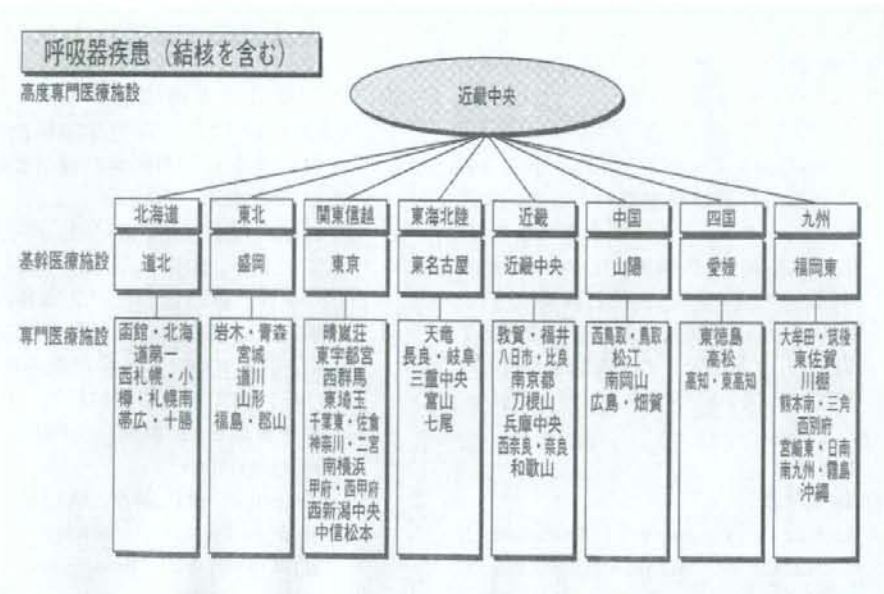 呼吸器疾患（結核を含む）
高度専門医療施設
近畿中央
北海道
東北
関東信越
東海北陸
近畿
中国
四国
九州
基幹医療施設
道北
盛岡
東京
東名古屋
近畿中央
山陽
愛媛
福岡東
専門医療施設
函館・北海
道第一
西札幌・小
樽・札幌南
帯広・十勝
岩木・青森
宮城
道川
山形
福島・郡山
晴嵐荘
東宇都宮
西群馬
東埼玉
千葉東・佐倉
神奈川・二宮
南横浜
甲府・西甲府
西新潟中央
中信松本
天竜
長良・岐阜
三重中央
富山
七尾
敦賀・福井
八日市・比良
南京都
刀根山
兵庫中央
西奈良・奈良
和歌山
西鳥取・鳥取
松江
南岡山
広島・畑賀
東徳島
高松
高知・東高知
大牟田・筑後
東佐賀
川棚
熊本南・三角
西別府
宮崎東・日南
南九州・霧島
沖縄